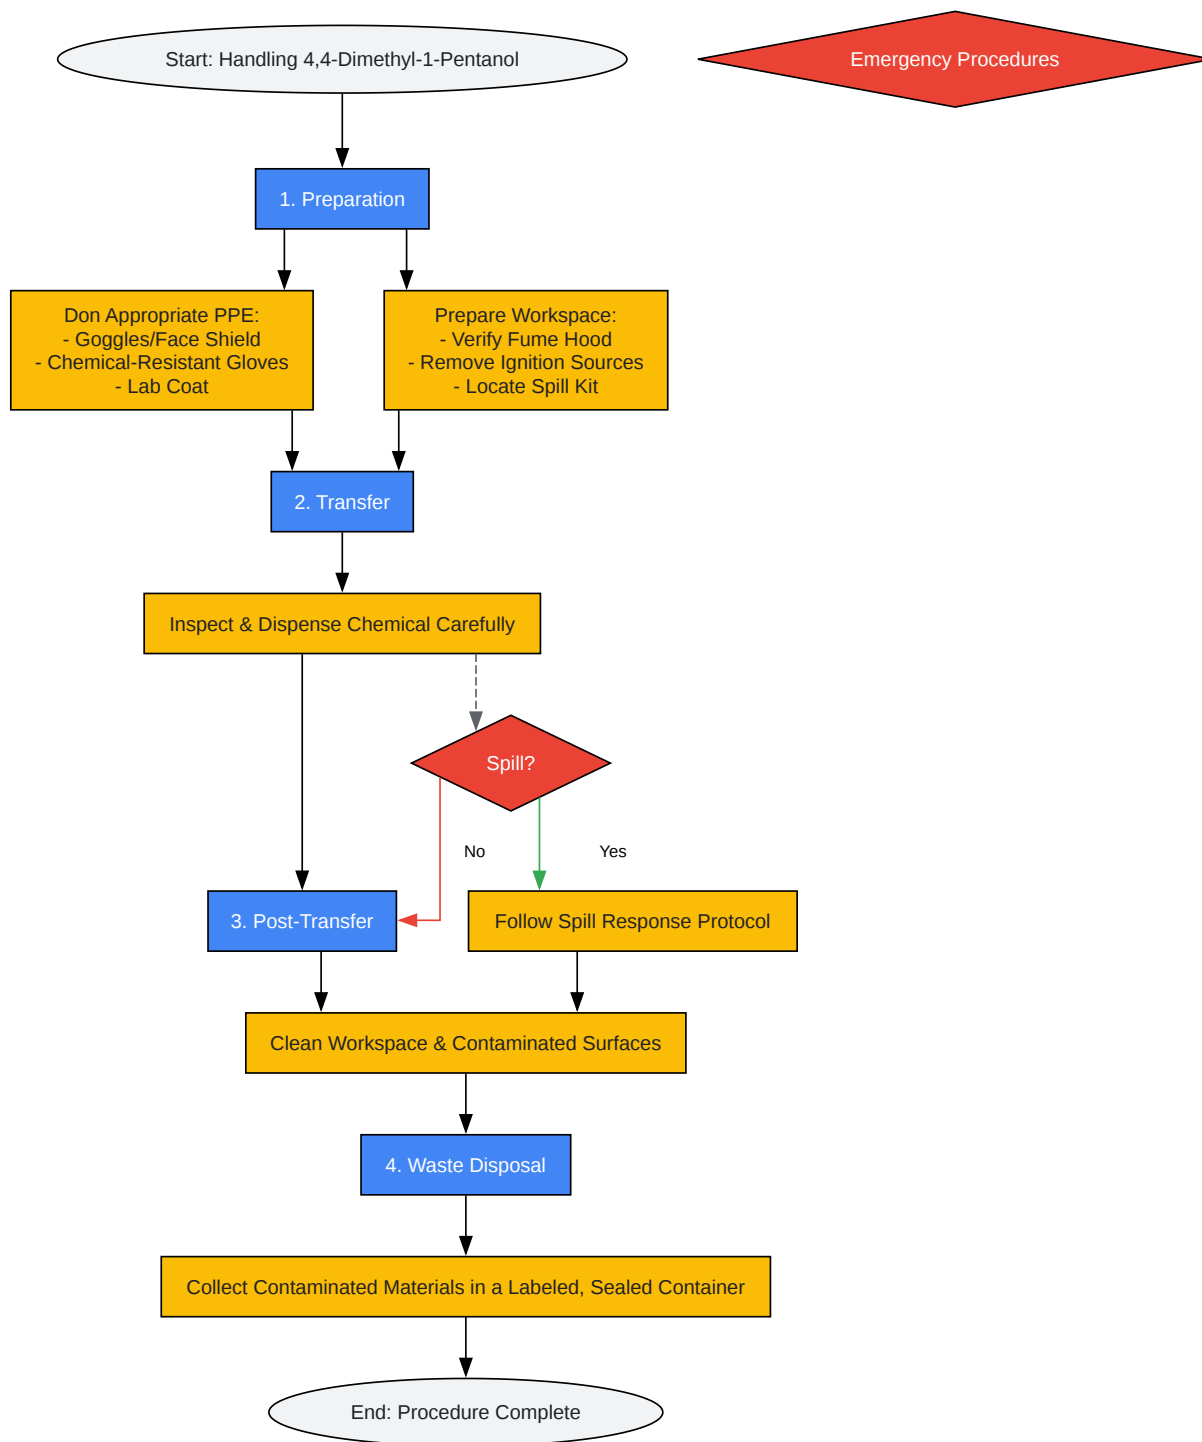 Start: Handling 4,4-Dimethyl-1-Pentanol
Emergency Procedures
1. Preparation
Don Appropriate PPE:
- Goggles/Face Shield
- Chemical-Resistant Gloves
- Lab Coat
Prepare Workspace:
- Verify Fume Hood
- Remove Ignition Sources
- Locate Spill Kit
2. Transfer
Inspect & Dispense Chemical Carefully
Spill?
No
Yes
3. Post-Transfer
Follow Spill Response Protocol
Clean Workspace & Contaminated Surfaces
4. Waste Disposal
Collect Contaminated Materials in a Labeled, Sealed Container
End: Procedure Complete